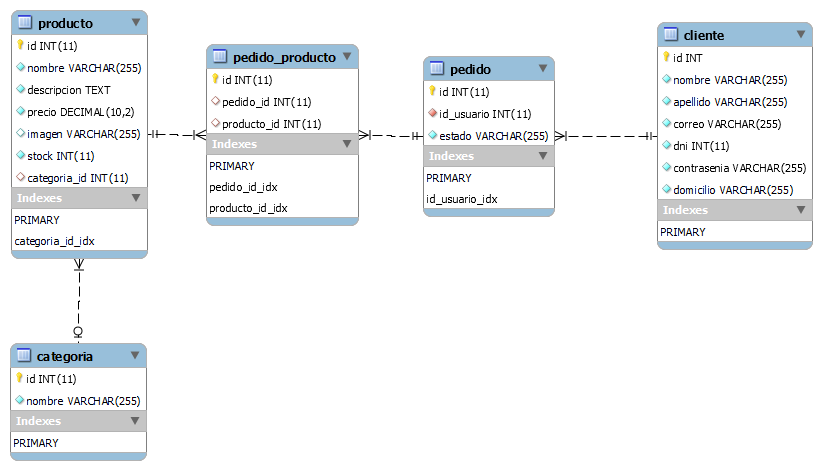 producto
id INT(11)
nombre VARCHAR(255)
descripcion TEXT
precio DECIMAL(10,2)
imagen VARCHAR(255)
stock INT(11)
categoria_id INT(11)
Indexes
PRIMARY
categoria_id_idx
pedido_producto
id INT(11)
pedido_id INT(11)
producto_id INT(11)
Indexes
PRIMARY
pedido_id_idx
producto_id_idx
pedido
id INT(11)
id_usuario INT(11)
estado VARCHAR(255)
Indexes
PRIMARY
id_usuario_idx
cliente
id INT
nombre VARCHAR(255)
apellido VARCHAR(255)
correo VARCHAR(255)
dni INT(11)
contrasenia VARCHAR(255)
domicilio VARCHAR(255)
Indexes
PRIMARY
categoria
id INT(11)
nombre VARCHAR(255)
Indexes
PRIMARY